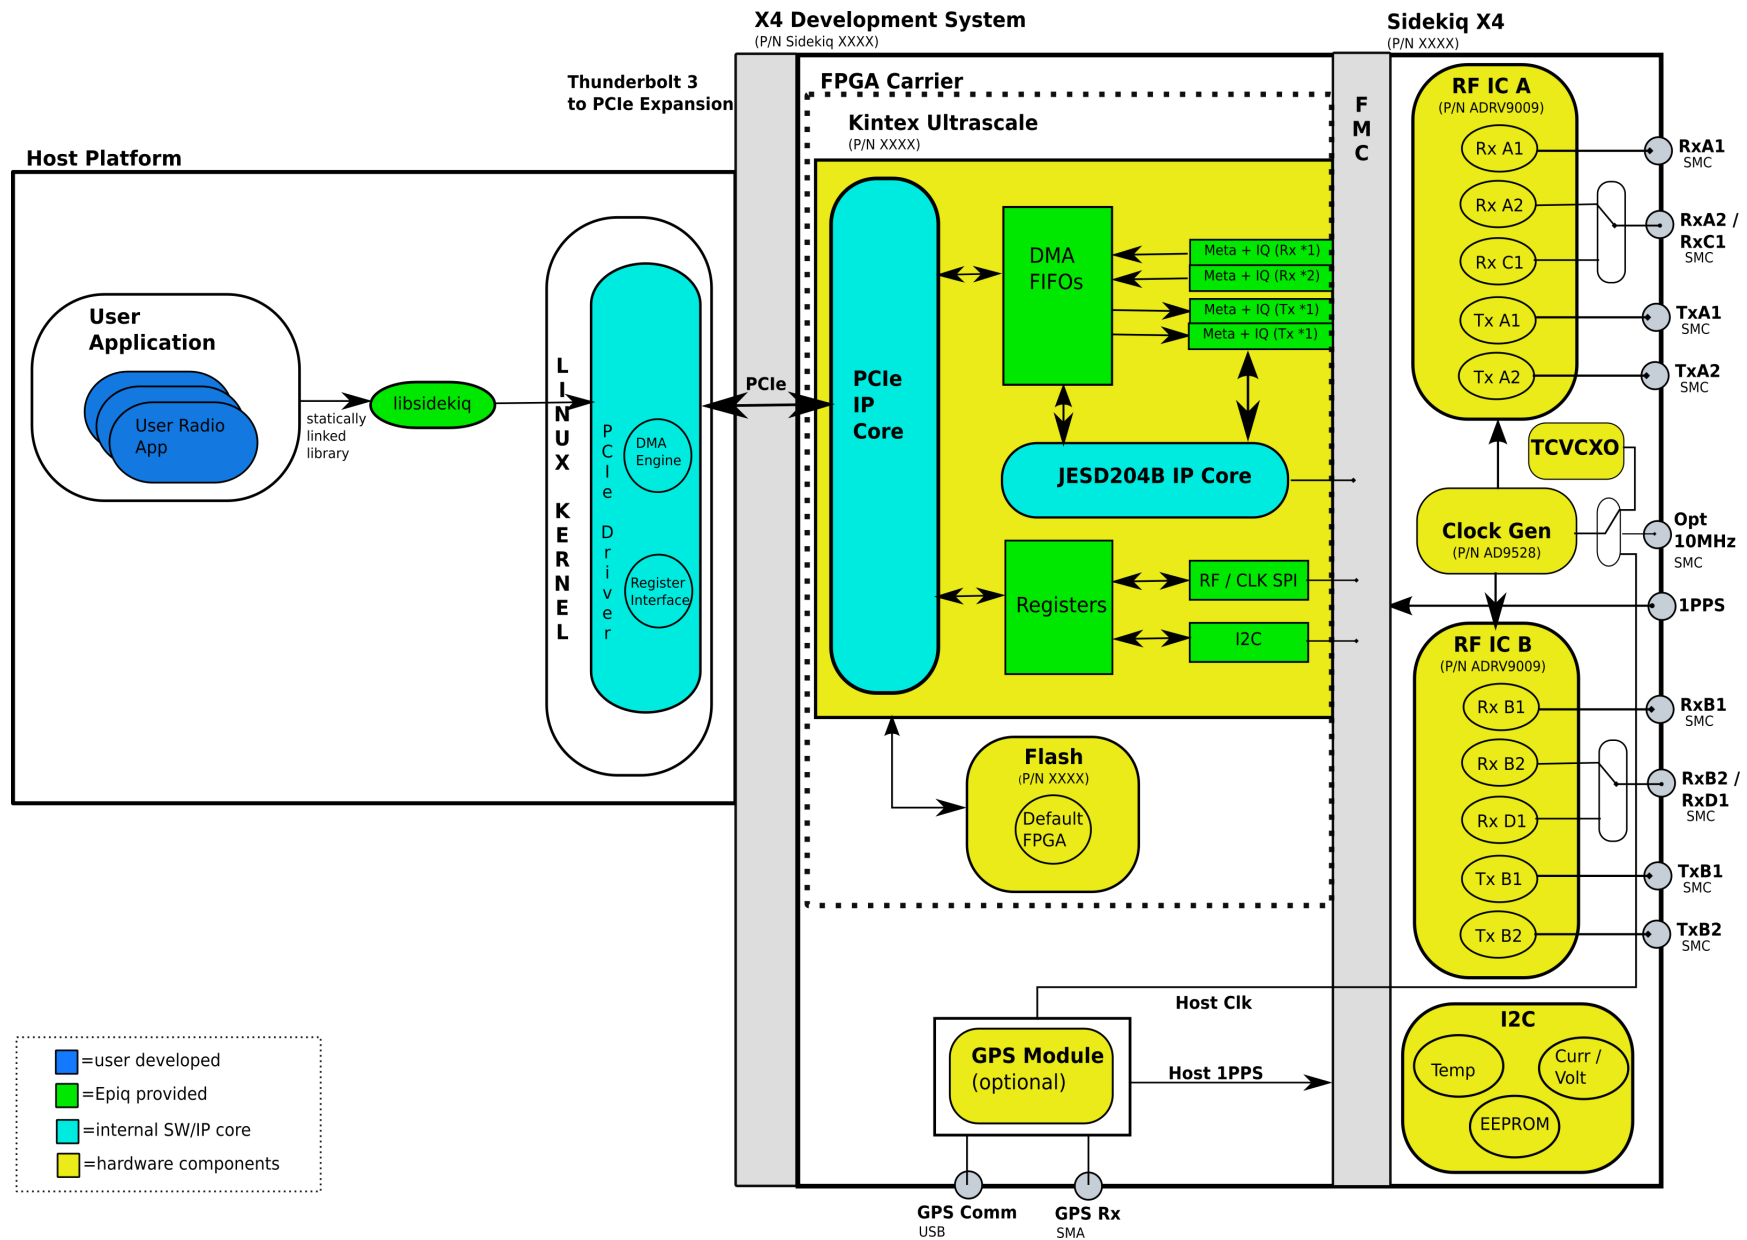 X4 Development System
(P/N Sidekiq XXXX)
Sidekiq X4
(P/N XXXX)
Thunderbolt 3
to PCIe Expansion
Host Platform
User
Application
User Radio
App
statically
linked
library
libsidekiq
LINUX KERNEL
PCIe Driver
DMA
Engine
Register
Interface
PCIe
FPGA Carrier
Kintex Ultrascale
(P/N XXXX)
PCIe
IP
Core
DMA
FIFOs
Meta + IQ (Rx *1)
Meta + IQ (Rx *2)
Meta + IQ (Tx *1)
Meta + IQ (Tx *1)
JESD204B IP Core
Registers
RF / CLK SPI
I2C
Flash
(P/N XXXX)
Default
FPGA
FMC
Host Clk
GPS Module
(optional)
Host 1PPS
GPS Comm
USB
GPS Rx
SMA
RF IC A
(P/N ADRV9009)
Rx A1
Rx A2
Rx C1
Tx A1
Tx A2
TCVCXO
Clock Gen
(P/N AD9528)
RF IC B
(P/N ADRV9009)
Rx B1
Rx B2
Rx D1
Tx B1
Tx B2
I2C
Temp
Curr /
Volt
EEPROM
RxA1
SMC
RxA2 /
RxC1
SMC
TxA1
SMC
TxA2
SMC
Opt
10MHz
SMC
1PPS
RxB1
SMC
RxB2 /
RxD1
SMC
TxB1
SMC
TxB2
SMC
=user developed
=Epiq provided
=internal SW/IP core
=hardware components